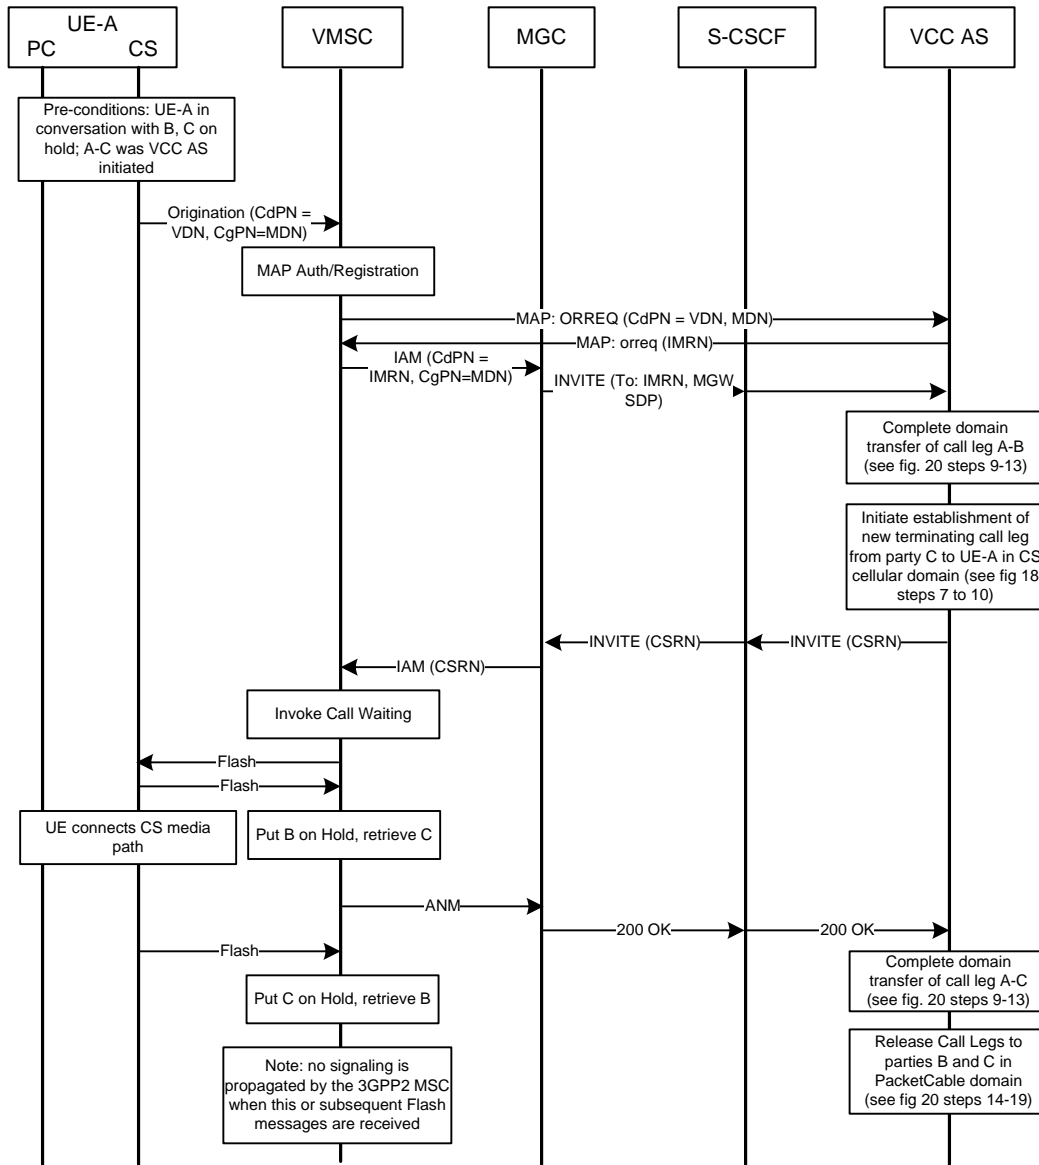 UE-A
PC
CS
VMSC
MGC
S-CSCF
VCC AS
Pre-conditions: UE-A in
conversation with B, C on
hold; A-C was VCC AS
initiated
Origination (CdPN =
VDN, CgPN=MDN)
MAP Auth/Registration
MAP: ORREQ (CdPN = VDN, MDN)
MAP: orreq (IMRN)
IAM (CdPN =
IMRN, CgPN=MDN)
INVITE (To: IMRN, MGW
SDP)
Complete domain
transfer of call leg A-B
(see fig. 20 steps 9-13)
Initiate establishment of
new terminating call leg
from party C to UE-A in CS
cellular domain (see fig 18
steps 7 to 10)
INVITE (CSRN)
INVITE (CSRN)
IAM (CSRN)
Invoke Call Waiting
Flash
Flash
UE connects CS media
path
Put B on Hold, retrieve C
ANM
200 OK
200 OK
Flash
Complete domain
transfer of call leg A-C
(see fig. 20 steps 9-13)
Put C on Hold, retrieve B
Release Call Legs to
parties B and C in
PacketCable domain
(see fig 20 steps 14-19)
Note: no signaling is
propagated by the 3GPP2 MSC
when this or subsequent Flash
messages are received